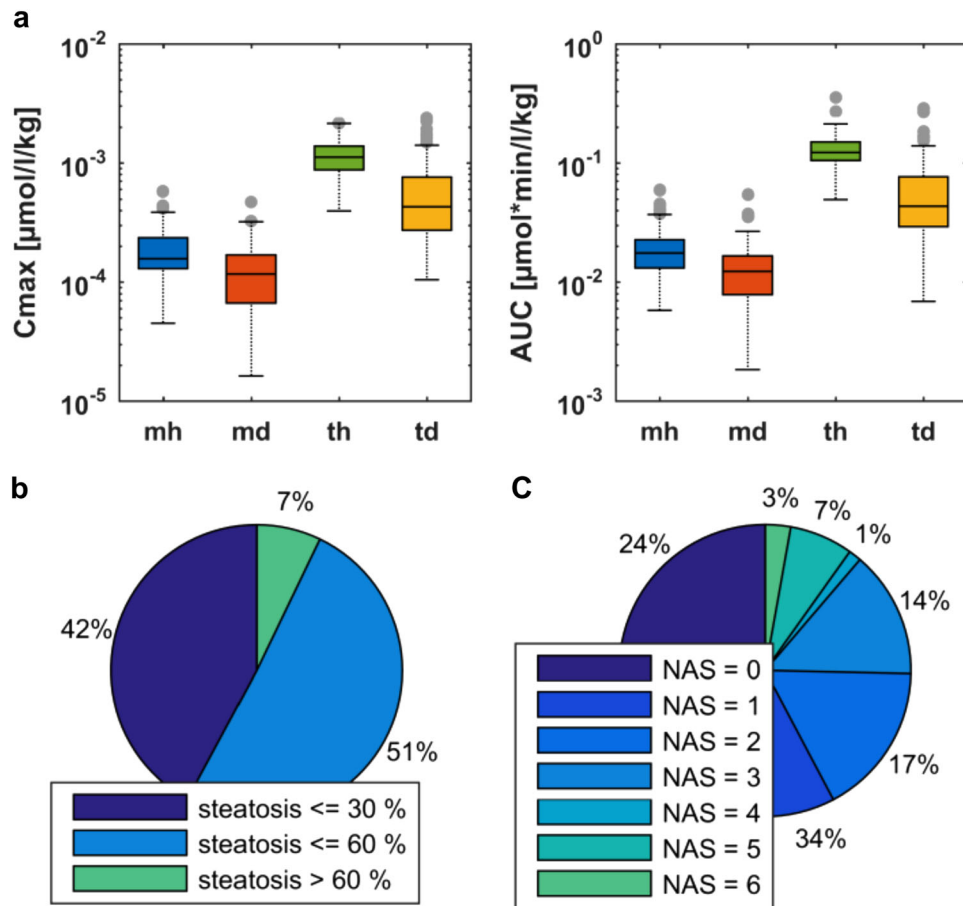 a
Cmax [µmol/l/kg]
10⁻²
10⁻³
10⁻⁴
10⁻⁵
mh md th td
AUC [µmol*min/l/kg]
10⁰
10⁻¹
10⁻²
10⁻³
mh md th td
b
7%
42%
51%
steatosis <= 30 %
steatosis <= 60 %
steatosis > 60 %
C
3%
7%
1%
24%
14%
17%
34%
NAS = 0
NAS = 1
NAS = 2
NAS = 3
NAS = 4
NAS = 5
NAS = 6